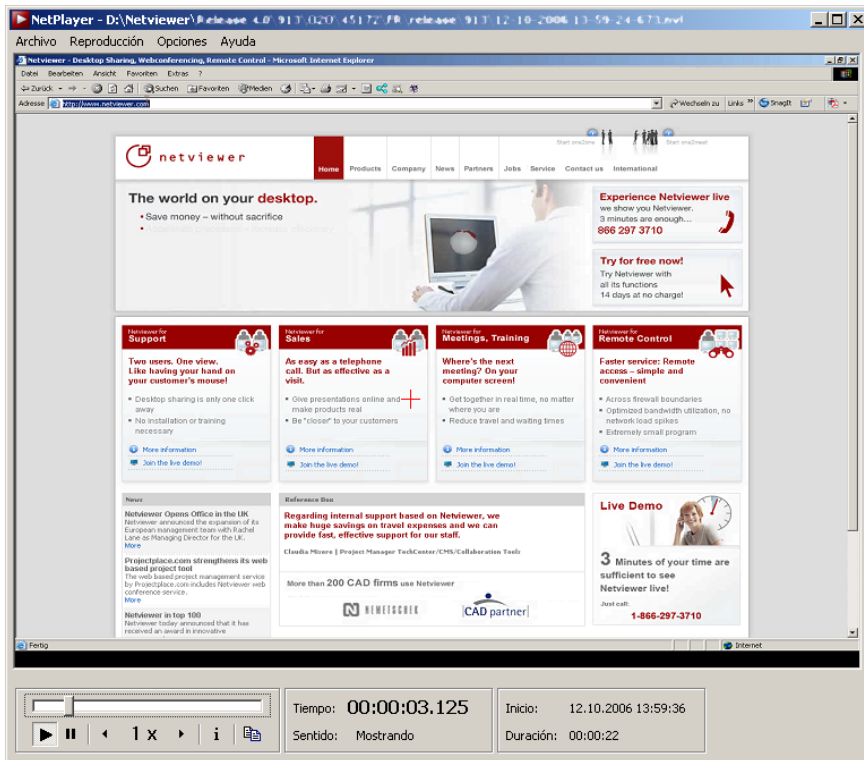 NetPlayer - D:\Netviewer\Release 4.0\913\020\45172\FR_release 913 12-10-2006 13-59-24-673.nvl
Archivo Reproducción Opciones Ayuda
Netviewer - Desktop Sharing, Webconferencing, Remote Control - Microsoft Internet Explorer
Datei Bearbeiten Ansicht Favoriten Extras ?
Zurück Suchen Favoriten Medien
Adresse http://www.netviewer.com Wechseln zu Links » SnagIt
Start one2one Start one2meet
netviewer
Home Products Company News Partners Jobs Service Contact us International
The world on your desktop.
• Save money – without sacrifice
Experience Netviewer live
we show you Netviewer.
3 minutes are enough...
866 297 3710
Try for free now!
Try Netviewer with
all its functions
14 days at no charge!
Netviewer for
Support
Two users. One view.
Like having your hand on
your customer's mouse!
Desktop sharing is only one click
away
No installation or training
necessary
More information
Join the live demo!
Netviewer for
Sales
As easy as a telephone
call. But as effective as a
visit.
Give presentations online and
make products real
Be "closer" to your customers
More information
Join the live demo!
Netviewer for
Meetings, Training
Where's the next
meeting? On your
computer screen!
Get together in real time, no matter
where you are
Reduce travel and waiting times
More information
Join the live demo!
Netviewer for
Remote Control
Faster service: Remote
access – simple and
convenient
Across firewall boundaries
Optimized bandwidth utilization, no
network load spikes
Extremely small program
More information
Join the live demo!
News
Netviewer Opens Office in the UK
Netviewer announced the expansion of its
European management team with Rachel
Lane as Managing Director for the UK.
More
Projectplace.com strengthens its web
based project tool
The web based project management service
by Projectplace.com includes Netviewer web
conference service.
More
Netviewer in top 100
Netviewer today announced that it has
received an award in innovative
Reference Box
Regarding internal support based on Netviewer, we
make huge savings on travel expenses and we can
provide fast, effective support for our staff.
Claudia Misere | Project Manager TechCenter/CMS/Collaboration Tools
More than 200 CAD firms use Netviewer
NEMETSCHEK
CAD partner
Live Demo
3 Minutes of your time are
sufficient to see
Netviewer live!
Just call:
1-866-297-3710
Fertig Internet
Tiempo: 00:00:03.125
Sentido: Mostrando
Inicio: 12.10.2006 13:59:36
Duración: 00:00:22
1 x i